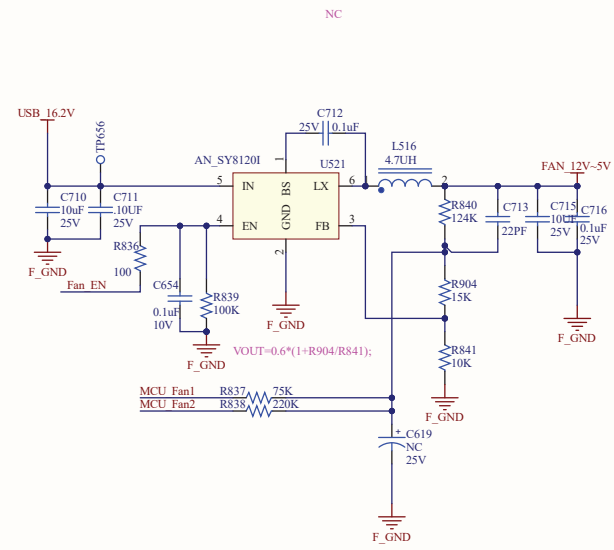 NC
C712
25V 0.1uF
USB_16.2V
TP656
AN_SY8120I
U521
L516
4.7UH
FAN_12V~5V
1
5
IN
BS
LX
6
1
2
C710
10uF
25V
C711
.10UF
25V
4
EN
GND
FB
3
2
R840
124K
C713
22PF
C715
10UF
25V
C716
0.1uF
25V
R836
100
F_GND
Fan_EN
C654
0.1uF
10V
R839
100K
F_GND
R904
15K
F_GND
F_GND
VOUT=0.6*(1+R904/R841);
R841
10K
F_GND
MCU_Fan1
R837
75K
MCU_Fan2
R838
220K
+
C619
NC
25V
F_GND